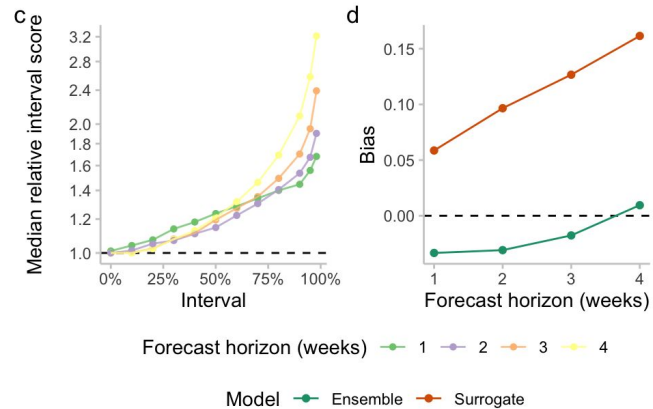 c
Median relative interval score
3.2
2.8
2.4
2.0
1.8
1.6
1.4
1.2
1.0
0% 25% 50% 75% 100%
Interval
d
Bias
0.15
0.10
0.05
0.00
1 2 3 4
Forecast horizon (weeks)
Forecast horizon (weeks) 1 2 3 4
Model Ensemble Surrogate